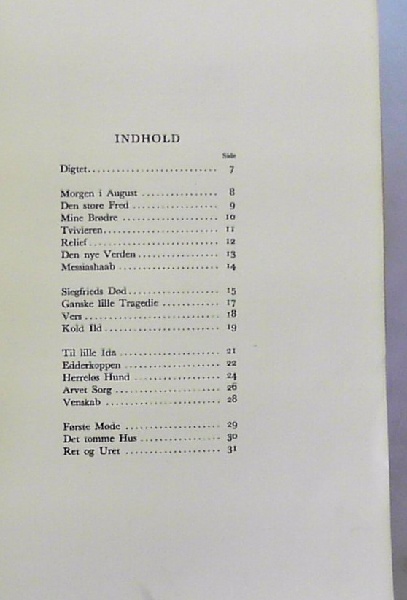 INDHOLD
Side
Digtet............................ 7
Morgen i August ................. 8
Den store Fred ................... 9
Mine Brødre ..................... 10
Tvivleren........................ 11
Relief........................... 12
Den nye Verden .................. 13
Messiashaab ..................... 14
Siegfrieds Død................... 15
Ganske lille Tragedie ............ 17
Vers............................. 18
Kold Ild ........................ 19
Til lille Ida .................... 21
Edderkoppen ..................... 22
Herreløs Hund ................... 24
Arvet Sorg ...................... 26
Venskab ......................... 28
Første Møde ..................... 29
Det tomme Hus ................... 30
Ret og Uret ..................... 31